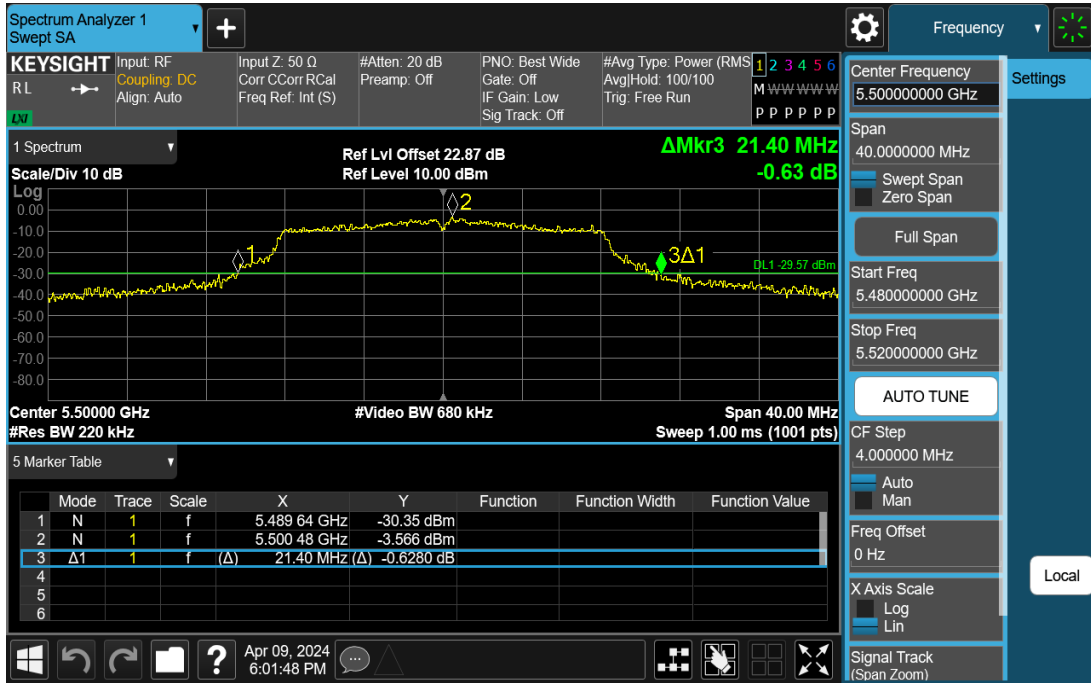 Spectrum Analyzer 1
Swept SA
+
Frequency
KEYSIGHT
RL
LXI
Input: RF
Coupling: DC
Align: Auto
Input Z: 50 Ω
Corr CCorr RCal
Freq Ref: Int (S)
#Atten: 20 dB
Preamp: Off
PNO: Best Wide
Gate: Off
IF Gain: Low
Sig Track: Off
#Avg Type: Power (RMS
Avg|Hold: 100/100
Trig: Free Run
1 2 3 4 5 6
M W W W W W
P P P P P P
1 Spectrum
Scale/Div 10 dB
Ref Lvl Offset 22.87 dB
Ref Level 10.00 dBm
ΔMkr3 21.40 MHz
-0.63 dB
Log
0.00
-10.0
-20.0
-30.0
-40.0
-50.0
-60.0
-70.0
-80.0
1
2
3Δ1
DL1 -29.57 dBm
Center 5.50000 GHz
#Video BW 680 kHz
Span 40.00 MHz
#Res BW 220 kHz
Sweep 1.00 ms (1001 pts)
5 Marker Table
Mode Trace Scale X Y Function Function Width Function Value
1 N 1 f 5.489 64 GHz -30.35 dBm
2 N 1 f 5.500 48 GHz -3.566 dBm
3 Δ1 1 f (Δ) 21.40 MHz (Δ) -0.6280 dB
4
5
6
?
Apr 09, 2024
6:01:48 PM
Center Frequency
5.500000000 GHz
Span
40.0000000 MHz
Swept Span
Zero Span
Full Span
Start Freq
5.480000000 GHz
Stop Freq
5.520000000 GHz
AUTO TUNE
CF Step
4.000000 MHz
Auto
Man
Freq Offset
0 Hz
X Axis Scale
Log
Lin
Signal Track
(Span Zoom)
Settings
Local